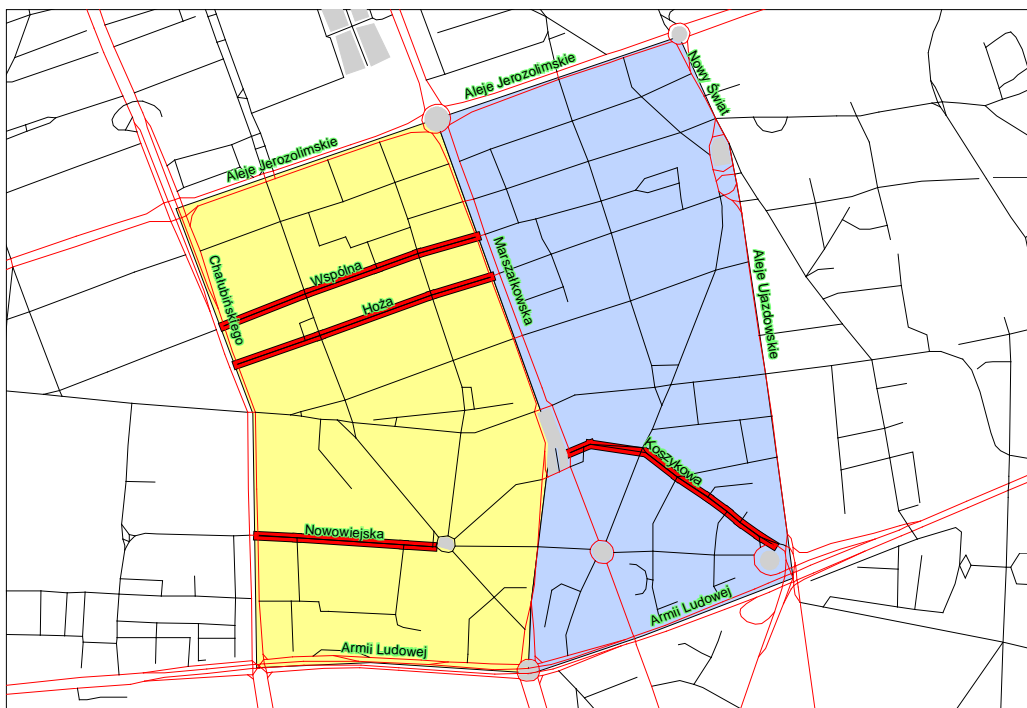 Aleje Jerozolimskie
Nowy Świat
Aleje Jerozolimskie
Chałubińskiego
Wspólna
Marszałkowska
Hoża
Aleje Ujazdowskie
Koszykowa
Nowowiejska
Armii Ludowej
Armii Ludowej